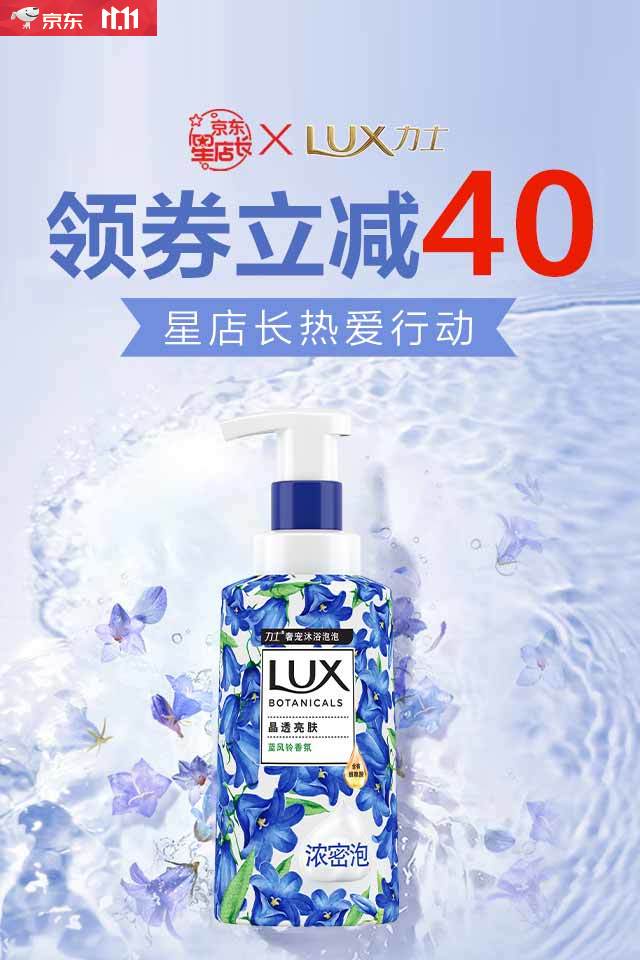 京东 11.11
京东
星店长 × LUX力士
领券立减40
星店长热爱行动
力士® 奢宠沐浴泡泡
LUX
BOTANICALS
晶透亮肤
蓝风铃香氛
浓密泡